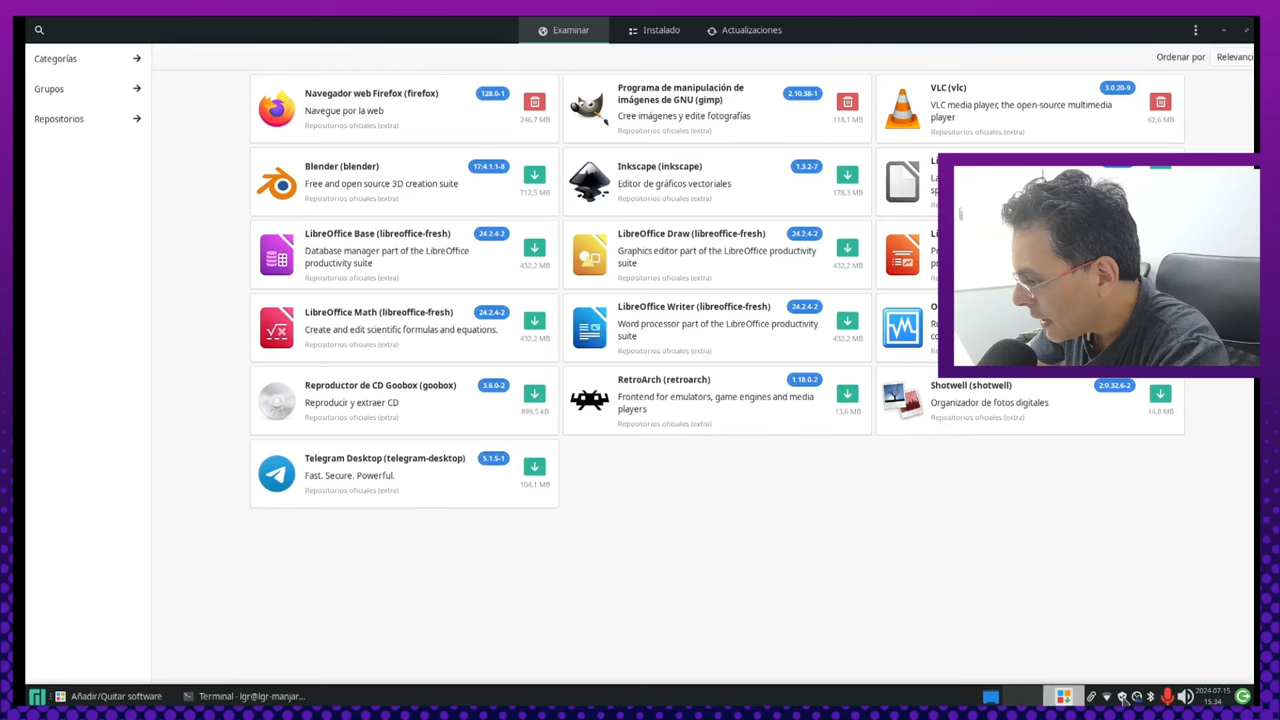 Examinar
Instalado
Actualizaciones
Categorías
Grupos
Repositorios
Ordenar por
Navegador web Firefox (firefox)
128.0-1
Navegue por la web
Repositorios oficiales (extra)
246,7 MB
Programa de manipulación de
imágenes de GNU (gimp)
2.10.38-1
Cree imágenes y edite fotografías
Repositorios oficiales (extra)
118,1 MB
VLC (vlc)
3.0.20-9
VLC media player, the open-source multimedia
player
Repositorios oficiales (extra)
62,6 MB
Blender (blender)
17:4.1.1-8
Free and open source 3D creation suite
Repositorios oficiales (extra)
712,5 MB
Inkscape (inkscape)
1.3.2-7
Editor de gráficos vectoriales
Repositorios oficiales (extra)
178,3 MB
LibreOffice Base (libreoffice-fresh)
24.2.4-2
Database manager part of the LibreOffice
productivity suite
Repositorios oficiales (extra)
432,2 MB
LibreOffice Draw (libreoffice-fresh)
24.2.4-2
Graphics editor part of the LibreOffice productivity
suite
Repositorios oficiales (extra)
432,2 MB
LibreOffice Math (libreoffice-fresh)
24.2.4-2
Create and edit scientific formulas and equations.
Repositorios oficiales (extra)
432,2 MB
LibreOffice Writer (libreoffice-fresh)
24.2.4-2
Word processor part of the LibreOffice productivity
suite
Repositorios oficiales (extra)
432,2 MB
Reproductor de CD Goobox (goobox)
3.6.0-2
Reproducir y extraer CD
Repositorios oficiales (extra)
899,5 kB
RetroArch (retroarch)
1.18.0-2
Frontend for emulators, game engines and media
players
Repositorios oficiales (extra)
13,6 MB
Shotwell (shotwell)
2:0.32.6-2
Organizador de fotos digitales
Repositorios oficiales (extra)
14,8 MB
Telegram Desktop (telegram-desktop)
5.1.5-1
Fast. Secure. Powerful.
Repositorios oficiales (extra)
104,1 MB
Añadir/Quitar software
Terminal - lgr@lgr-manjar...
2024-07-15
15:34